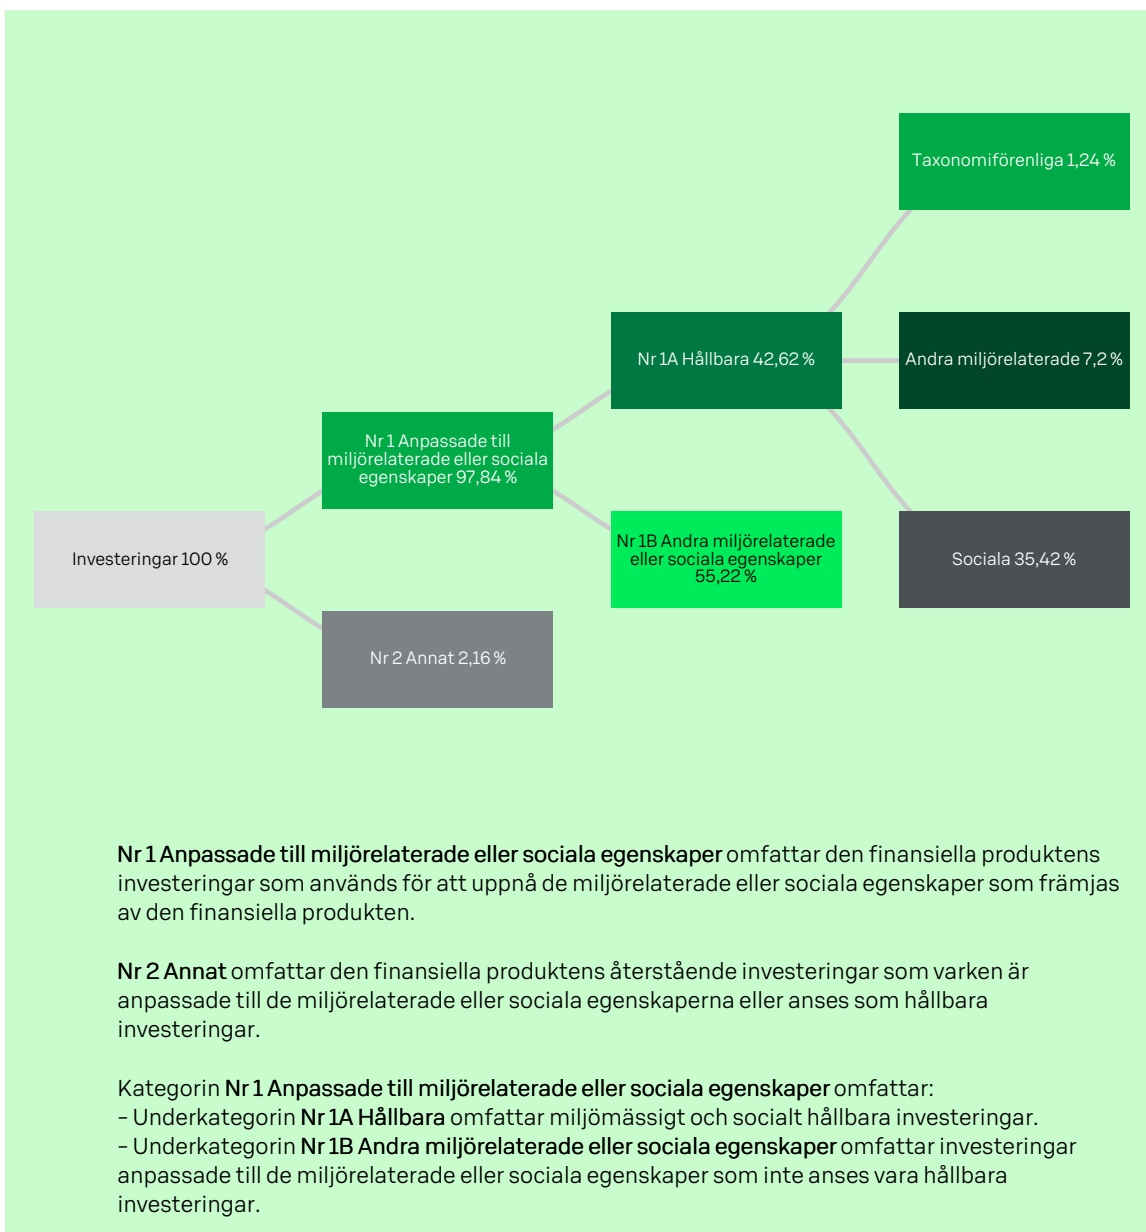 Taxonomiförenliga 1,24 %
Nr 1A Hållbara 42,62 %
Andra miljörelaterade 7,2 %
Nr 1 Anpassade till
miljörelaterade eller sociala
egenskaper 97,84 %
Investeringar 100 %
Nr 1B Andra miljörelaterade
eller sociala egenskaper
55,22 %
Sociala 35,42 %
Nr 2 Annat 2,16 %
Nr 1 Anpassade till miljörelaterade eller sociala egenskaper omfattar den finansiella produktens
investeringar som används för att uppnå de miljörelaterade eller sociala egenskaper som främjas
av den finansiella produkten.
Nr 2 Annat omfattar den finansiella produktens återstående investeringar som varken är
anpassade till de miljörelaterade eller sociala egenskaperna eller anses som hållbara
investeringar.
Kategorin Nr 1 Anpassade till miljörelaterade eller sociala egenskaper omfattar:
– Underkategorin Nr 1A Hållbara omfattar miljömässigt och socialt hållbara investeringar.
– Underkategorin Nr 1B Andra miljörelaterade eller sociala egenskaper omfattar investeringar
anpassade till de miljörelaterade eller sociala egenskaper som inte anses vara hållbara
investeringar.